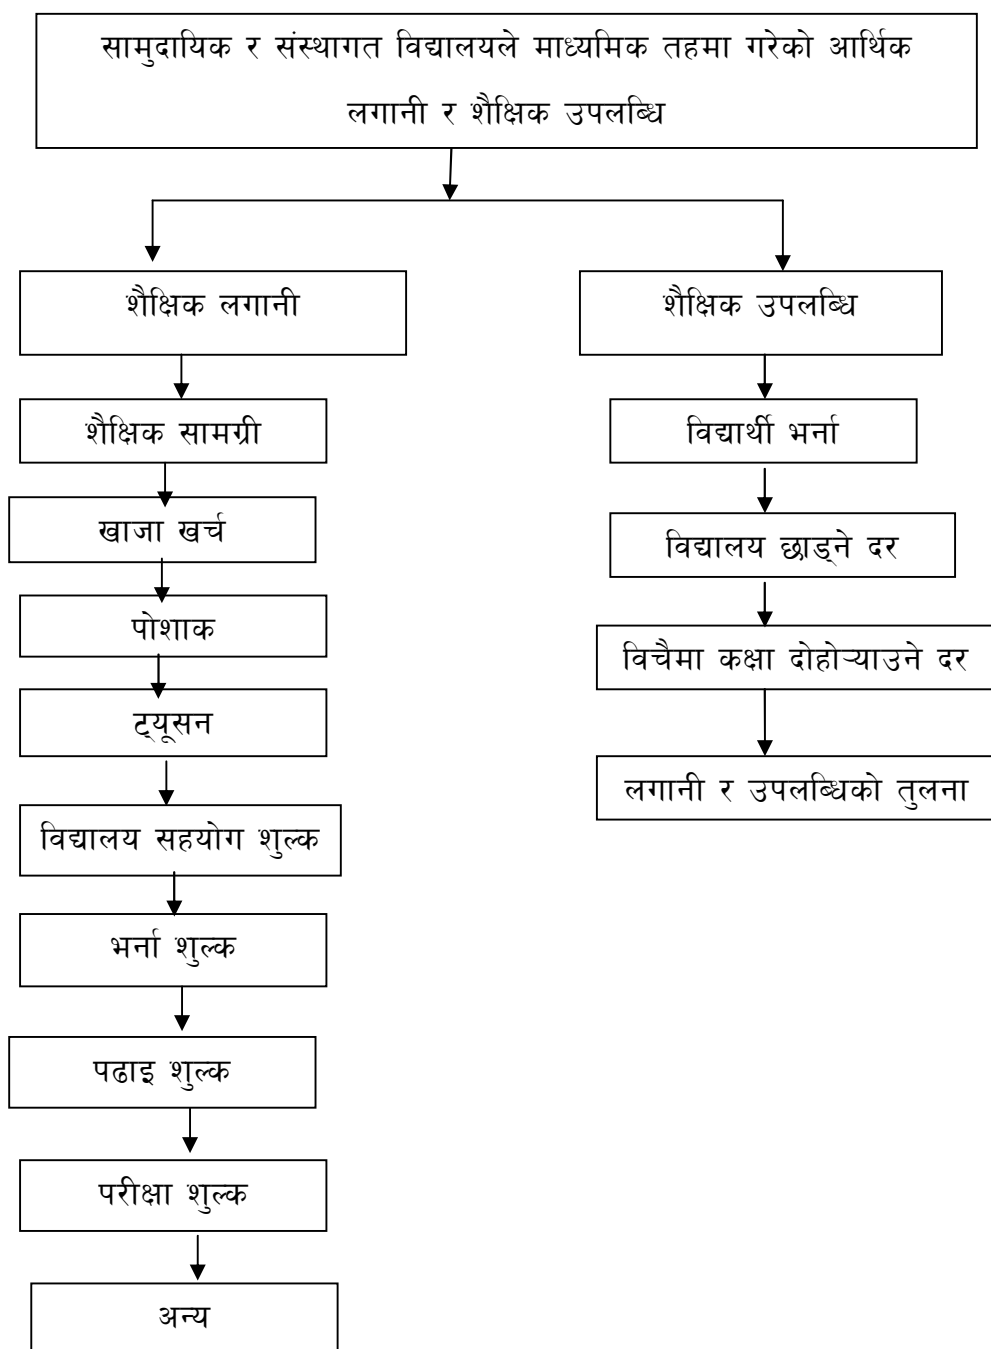 सामुदायिक र संस्थागत विद्यालयले माध्यमिक तहमा गरेको आर्थिक
लगानी र शैक्षिक उपलब्धि
शैक्षिक लगानी
शैक्षिक सामग्री
खाजा खर्च
पोशाक
ट्यूसन
विद्यालय सहयोग शुल्क
भर्ना शुल्क
पढाइ शुल्क
परीक्षा शुल्क
अन्य
शैक्षिक उपलब्धि
विद्यार्थी भर्ना
विद्यालय छाड्ने दर
विचैमा कक्षा दोहोऱ्याउने दर
लगानी र उपलब्धिको तुलना